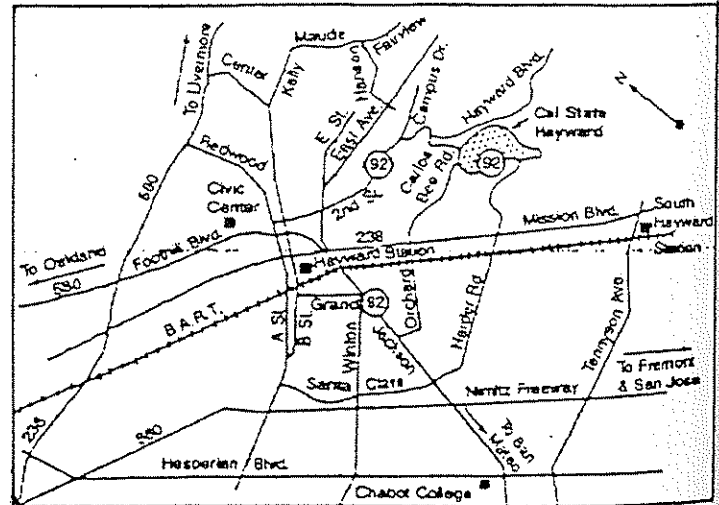 To Livermore
Center
Maude
Fairview
Kelly
Hanson
E St.
East Ave
Campus Dr.
Hayward Blvd.
N
Cal State
Hayward
Redwood
92
Carlos
Bee Rd
92
Civic
Center
2nd St
Mission Blvd.
South
Hayward
Station
To Oakland
580
Foothill Blvd.
238
Hayward Station
B.A.R.T.
A St.
B St.
Grand
92
Winton
Jackson
Orchard
Harder Rd
Tennyson Ave
To Fremont
& San Jose
Santa Clara
Nimitz Freeway
238
880
To San
Mateo
Hesperian Blvd.
Chabot College